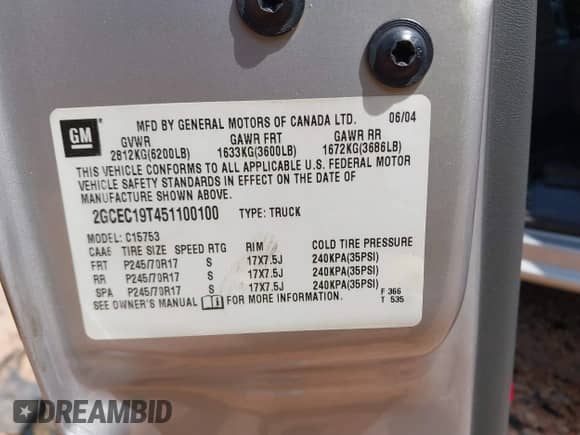 MFD BY GENERAL MOTORS OF CANADA LTD. 06/04
GM
GVWR GAWR FRT GAWR RR
2812KG(6200LB) 1633KG(3600LB) 1672KG(3686LB)
THIS VEHICLE CONFORMS TO ALL APPLICABLE U.S. FEDERAL MOTOR
VEHICLE SAFETY STANDARDS IN EFFECT ON THE DATE OF
MANUFACTURE SHOWN ABOVE.
2GCEC19T451100100 TYPE: TRUCK
MODEL: C15753
CAA6 TIRE SIZE SPEED RTG RIM COLD TIRE PRESSURE
FRT P245/70R17 S 17X7.5J 240KPA(35PSI)
RR P245/70R17 S 17X7.5J 240KPA(35PSI)
SPA P245/70R17 S 17X7.5J 240KPA(35PSI)
SEE OWNER'S MANUAL FOR MORE INFORMATION.
F 366
T 535
DREAMBID